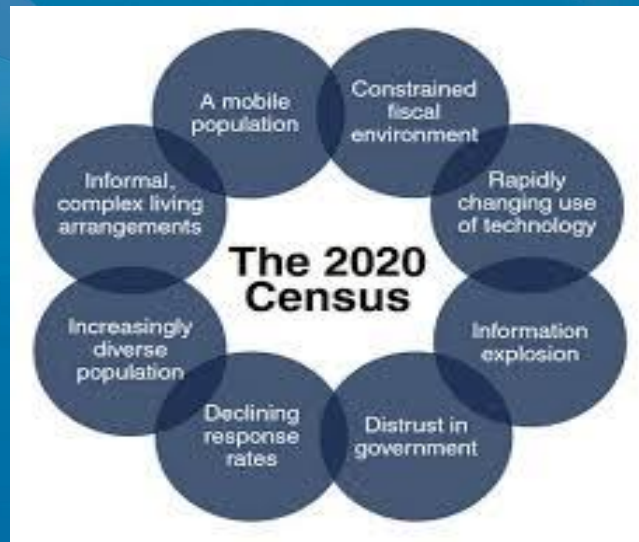 A mobile
population
Constrained
fiscal
environment
Rapidly
changing use
of technology
Information
explosion
Distrust in
government
Declining
response
rates
Increasingly
diverse
population
Informal,
complex living
arrangements
The 2020
Census